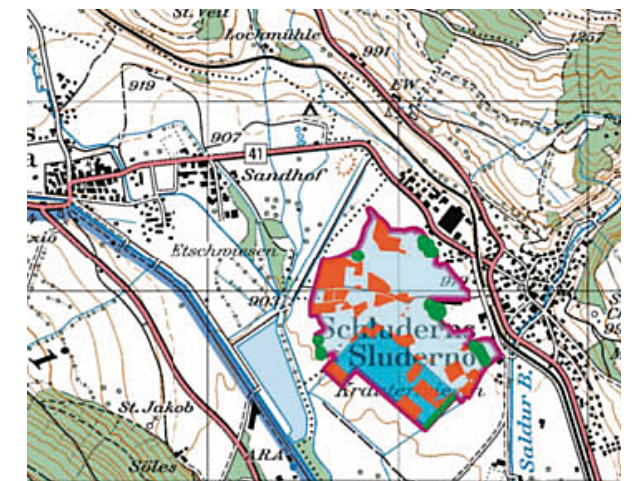 St. Veit
Lochmühle
991
1257
919
EW
907
41
Sandhof
Etschwiesen
903
Schluderns
Sluderno
St. Jakob
Söles
ARA
Saldur B.